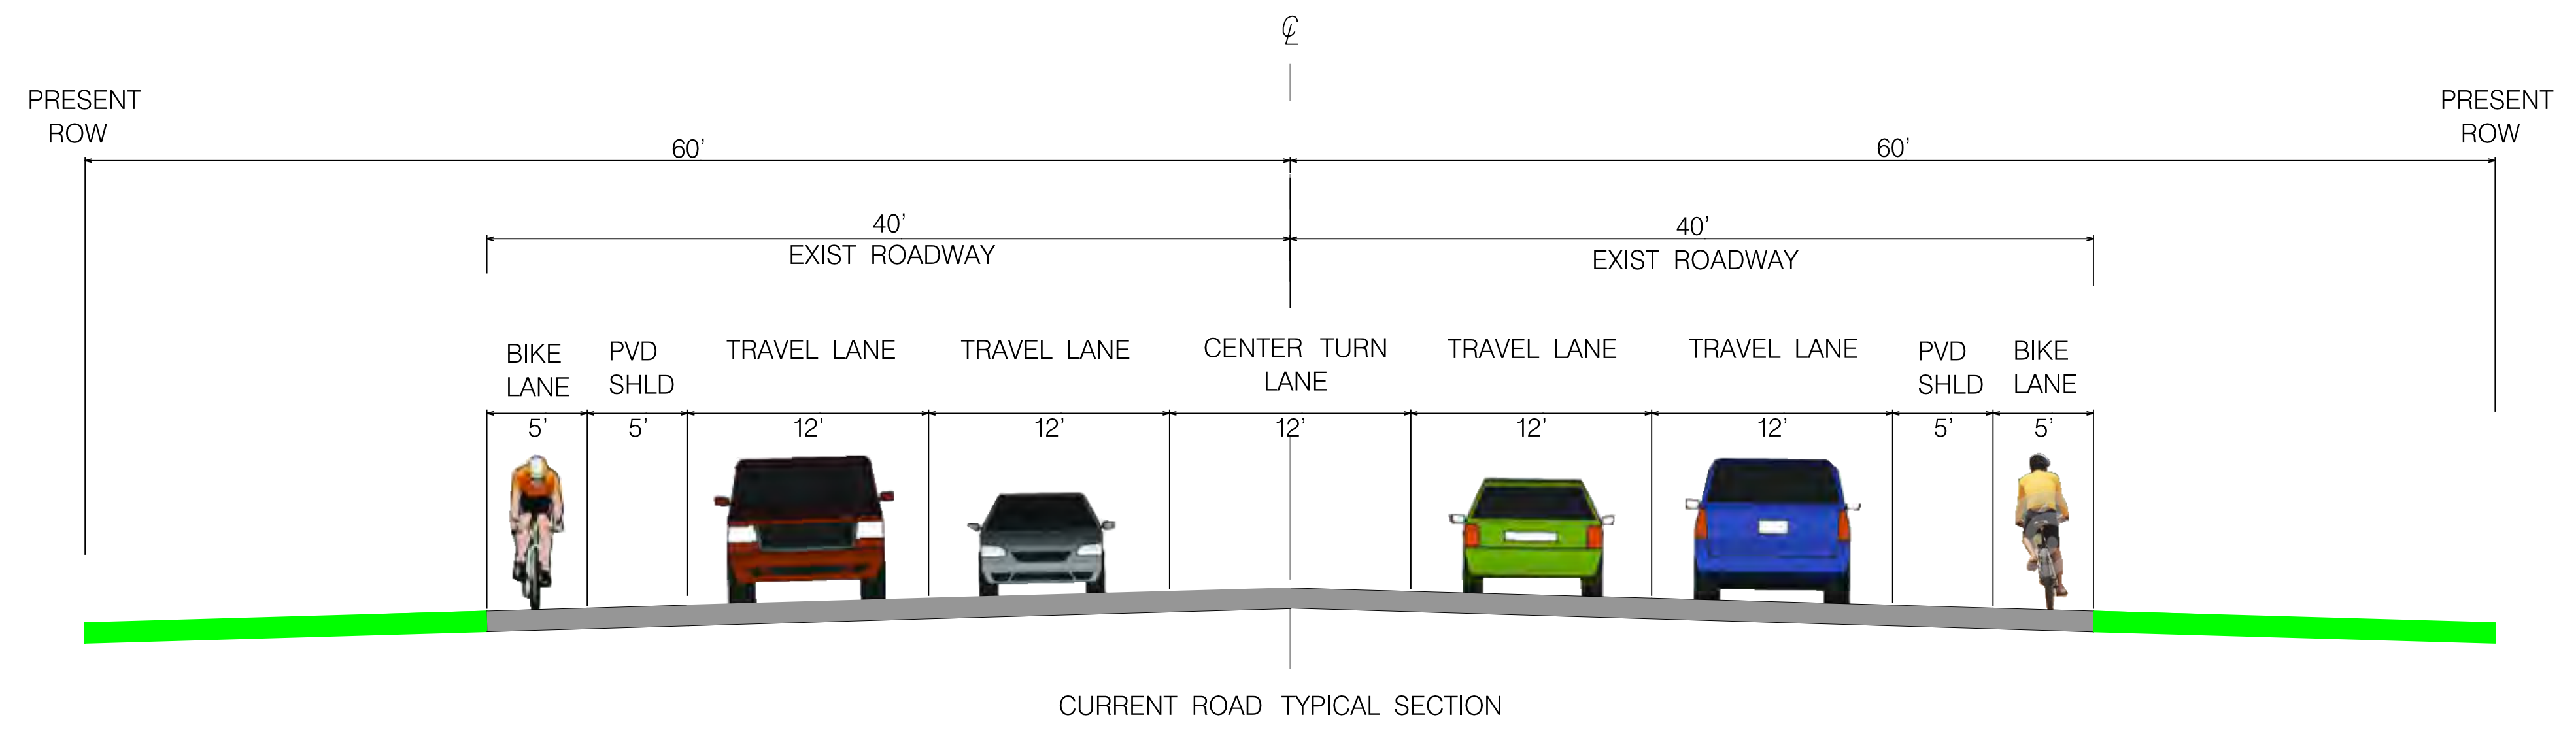 ℄
PRESENT
ROW
PRESENT
ROW
60’
60’
40’
EXIST ROADWAY
40’
EXIST ROADWAY
BIKE
LANE
PVD
SHLD
TRAVEL LANE
TRAVEL LANE
CENTER TURN
LANE
TRAVEL LANE
TRAVEL LANE
PVD
SHLD
BIKE
LANE
5’
5’
12’
12’
12’
12’
12’
5’
5’
CURRENT ROAD TYPICAL SECTION